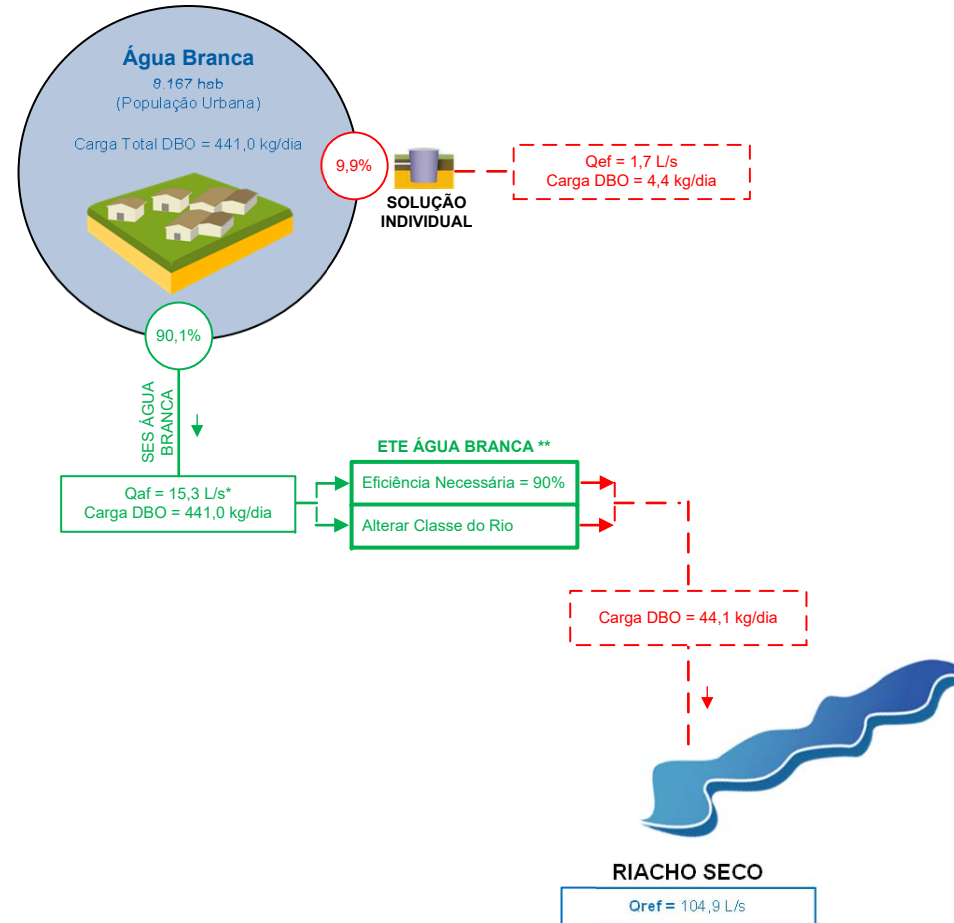 Água Branca
8.167 hab
(População Urbana)
Carga Total DBO = 441,0 kg/dia
9,9%
SOLUÇÃO
INDIVIDUAL
Qef = 1,7 L/s
Carga DBO = 4,4 kg/dia
90,1%
SES ÁGUA
BRANCA
Qaf = 15,3 L/s*
Carga DBO = 441,0 kg/dia
ETE ÁGUA BRANCA **
Eficiência Necessária = 90%
Alterar Classe do Rio
Carga DBO = 44,1 kg/dia
RIACHO SECO
Qref = 104,9 L/s